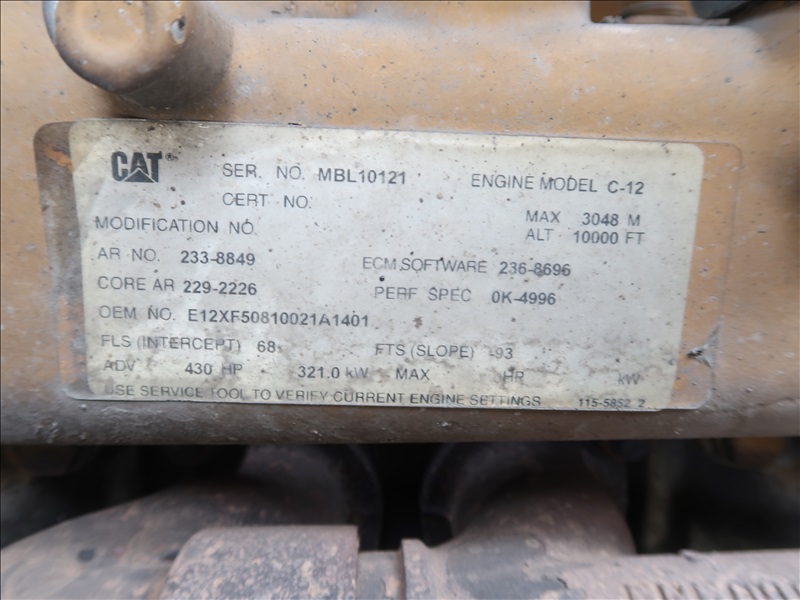 CAT® SER. NO. MBL10121 ENGINE MODEL C-12
CERT NO.
MAX 3048 M
MODIFICATION NO.
ALT 10000 FT
AR NO. 233-8849 ECM SOFTWARE 236-8696
CORE AR 229-2226 PERF SPEC 0K-4996
OEM NO. E12XF50810021A1401
FLS (INTERCEPT) 68 FTS (SLOPE) -93
ADV 430 HP 321.0 kW MAX HR kW
USE SERVICE TOOL TO VERIFY CURRENT ENGINE SETTINGS 115-5852 2